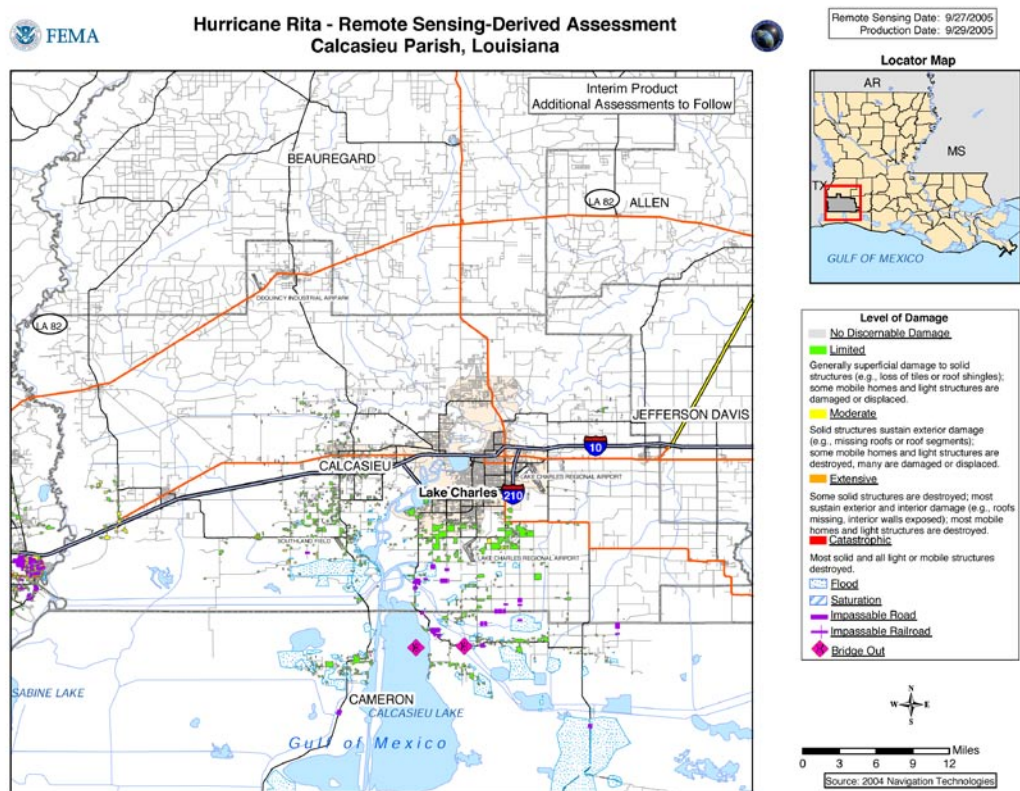 FEMA
Hurricane Rita - Remote Sensing-Derived Assessment
Calcasieu Parish, Louisiana
Remote Sensing Date: 9/27/2005
Production Date: 9/29/2005
Interim Product
Additional Assessments to Follow
BEAUREGARD
LA 82
ALLEN
DEQUINCY INDUSTRIAL AIRPARK
LA 82
JEFFERSON DAVIS
10
CALCASIEU
LAKE CHARLES REGIONAL AIRPORT
Lake Charles
210
SOUTHLAND FIELD
LAKE CHARLES REGIONAL AIRPORT
SABINE LAKE
CAMERON
CALCASIEU LAKE
Gulf of Mexico
Locator Map
AR
MS
TX
GULF OF MEXICO
Level of Damage
No Discernable Damage
Limited
Generally superficial damage to solid
structures (e.g., loss of tiles or roof shingles);
some mobile homes and light structures are
damaged or displaced.
Moderate
Solid structures sustain exterior damage
(e.g., missing roofs or roof segments);
some mobile homes and light structures are
destroyed, many are damaged or displaced.
Extensive
Some solid structures are destroyed; most
sustain exterior and interior damage (e.g., roofs
missing, interior walls exposed); most mobile
homes and light structures are destroyed.
Catastrophic
Most solid and all light or mobile structures
destroyed.
Flood
Saturation
Impassable Road
Impassable Railroad
Bridge Out
N
W E
S
Miles
0 3 6 9 12
Source: 2004 Navigation Technologies